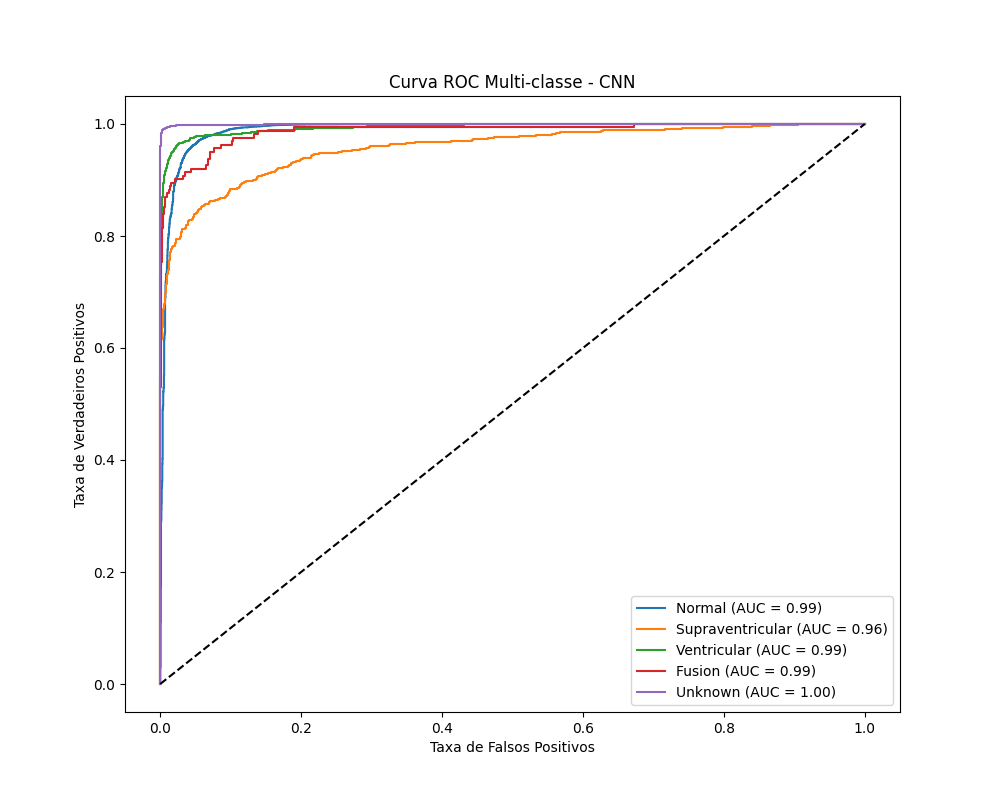 Curva ROC Multi-classe - CNN
Taxa de Verdadeiros Positivos
1.0
0.8
0.6
0.4
0.2
0.0
0.0 0.2 0.4 0.6 0.8 1.0
Taxa de Falsos Positivos
Normal (AUC = 0.99)
Supraventricular (AUC = 0.96)
Ventricular (AUC = 0.99)
Fusion (AUC = 0.99)
Unknown (AUC = 1.00)